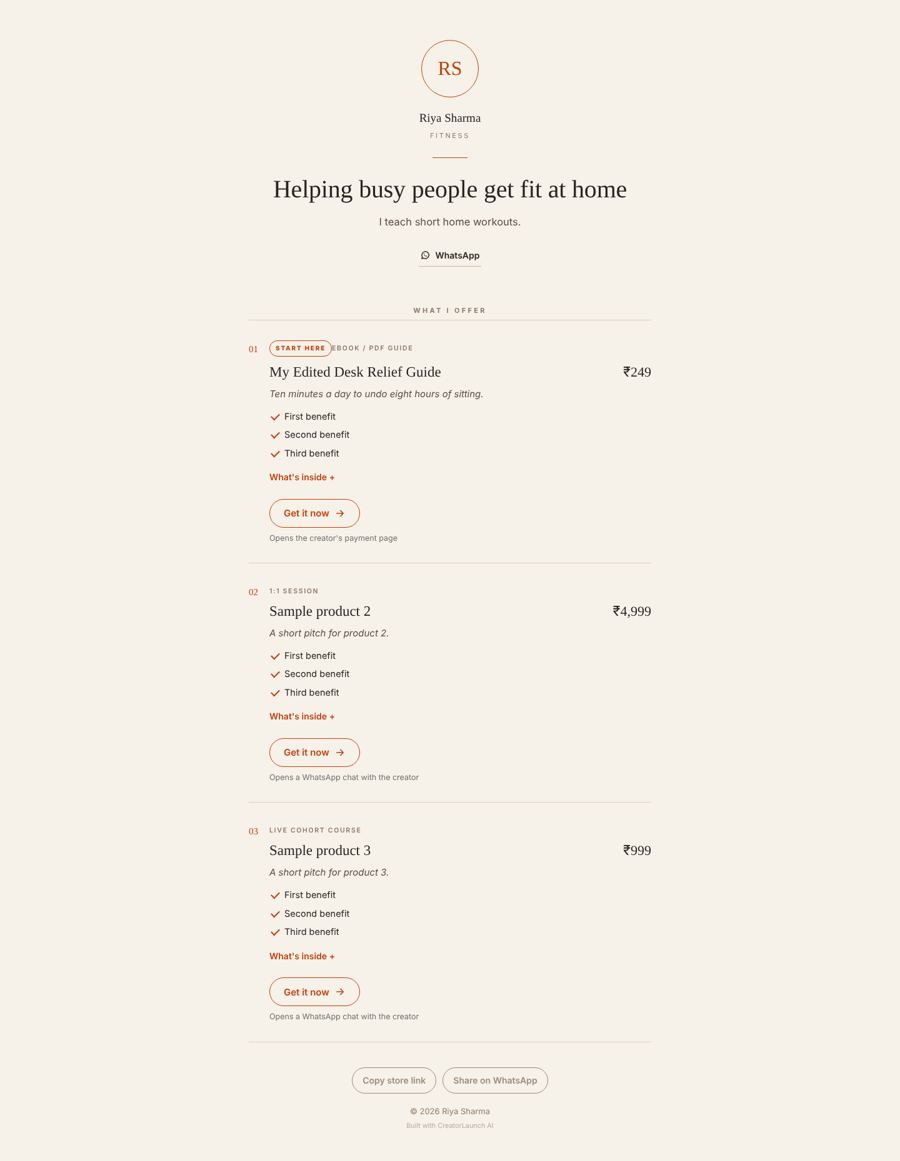 RS
Riya Sharma
FITNESS
Helping busy people get fit at home
I teach short home workouts.
WhatsApp
WHAT I OFFER
01 START HERE EBOOK / PDF GUIDE
My Edited Desk Relief Guide ₹249
Ten minutes a day to undo eight hours of sitting.
First benefit
Second benefit
Third benefit
What's inside +
Get it now →
Opens the creator's payment page
02 1:1 SESSION
Sample product 2 ₹4,999
A short pitch for product 2.
First benefit
Second benefit
Third benefit
What's inside +
Get it now →
Opens a WhatsApp chat with the creator
03 LIVE COHORT COURSE
Sample product 3 ₹999
A short pitch for product 3.
First benefit
Second benefit
Third benefit
What's inside +
Get it now →
Opens a WhatsApp chat with the creator
Copy store link Share on WhatsApp
© 2026 Riya Sharma
Built with CreatorLaunch AI